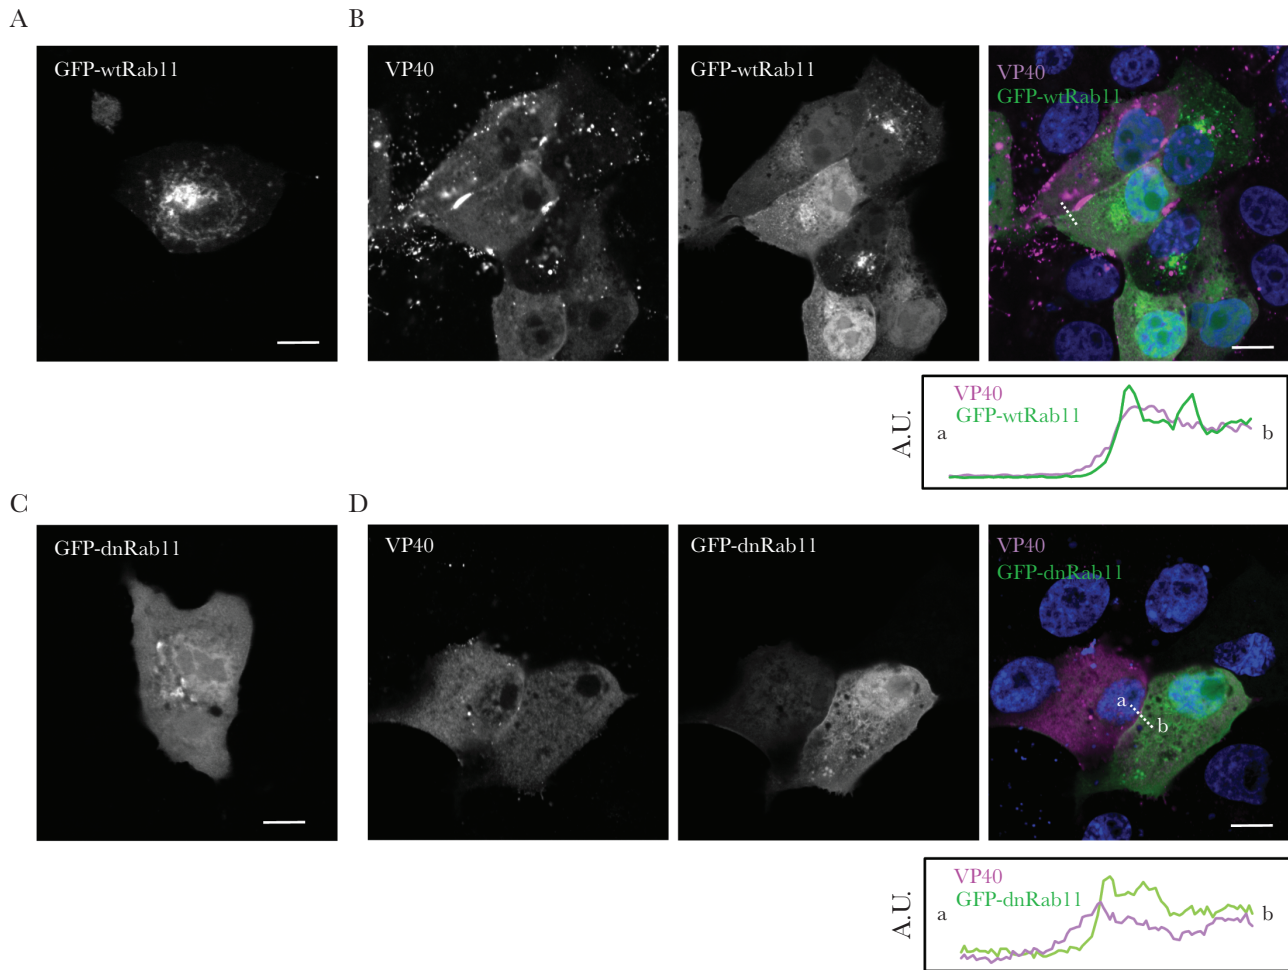 A
B
GFP-wtRab11
VP40
GFP-wtRab11
VP40
GFP-wtRab11
A.U.
VP40
GFP-wtRab11
a
b
C
D
GFP-dnRab11
VP40
GFP-dnRab11
VP40
GFP-dnRab11
a
b
A.U.
VP40
GFP-dnRab11
a
b